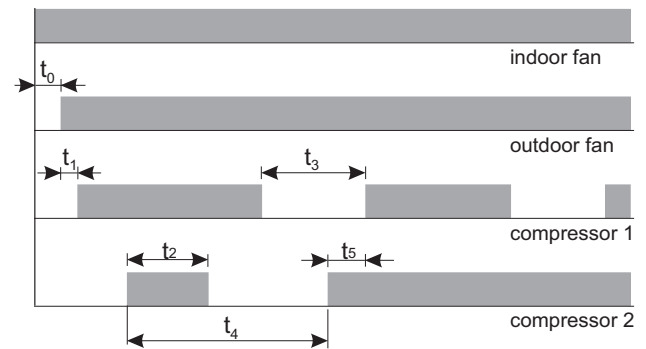 indoor fan
t0
outdoor fan
t1
t3
compressor 1
t2
t5
compressor 2
t4